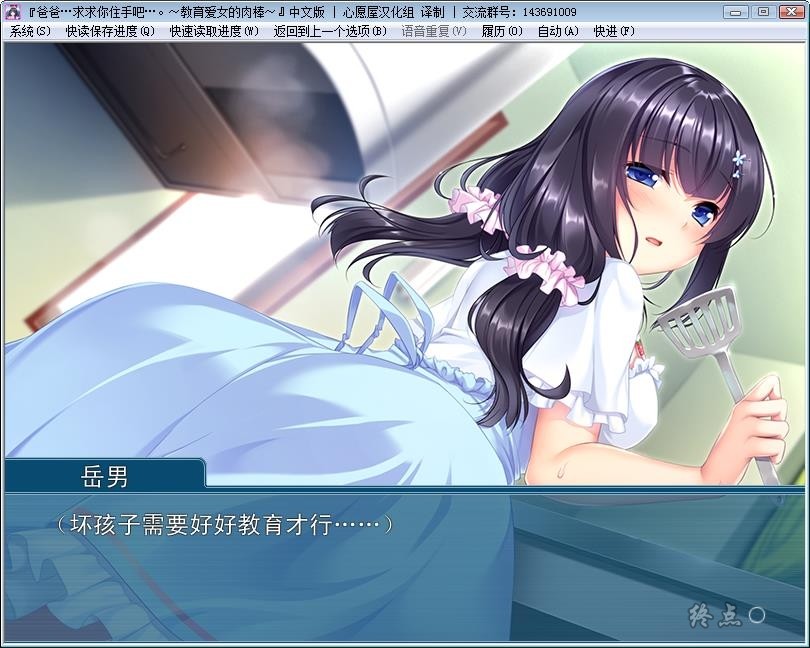 『爸爸…求求你住手吧…。～教育爱女的肉棒～』中文版 | 心愿屋汉化组 译制 | 交流群号：143691009
系统(S) 快读保存进度(Q) 快速读取进度(W) 返回到上一个选项(B) 语音重复(V) 履历(O) 自动(A) 快进(F)
岳男
（坏孩子需要好好教育才行……）
终点